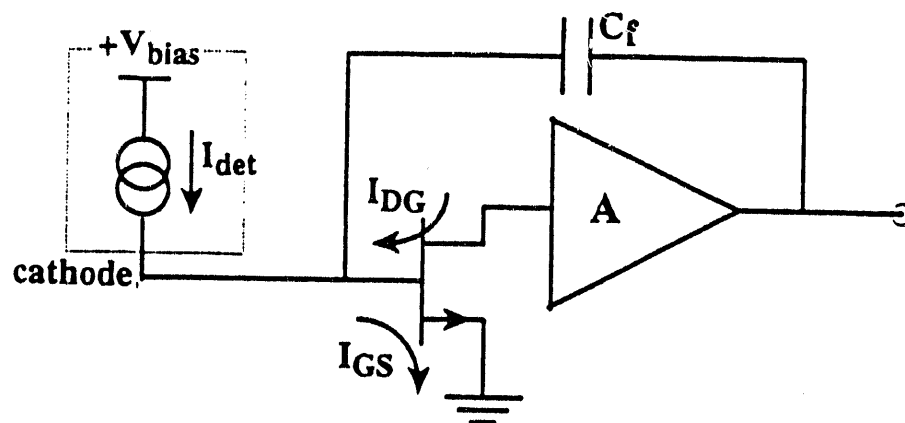 +V_bias
C_f
I_det
I_DG
A
cathode
I_GS